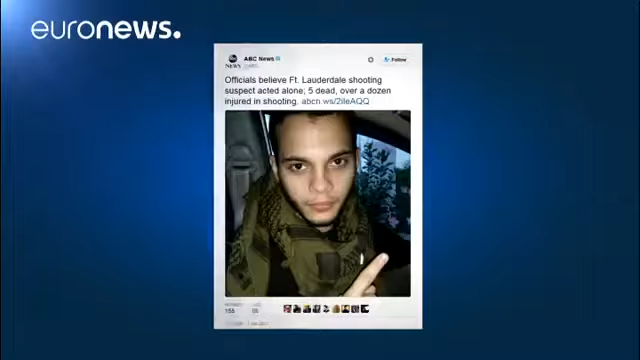 euronews.
ABC News
NEWS
Follow
Officials believe Ft. Lauderdale shooting
suspect acted alone; 5 dead, over a dozen
injured in shooting. abcn.ws/2ileAQQ